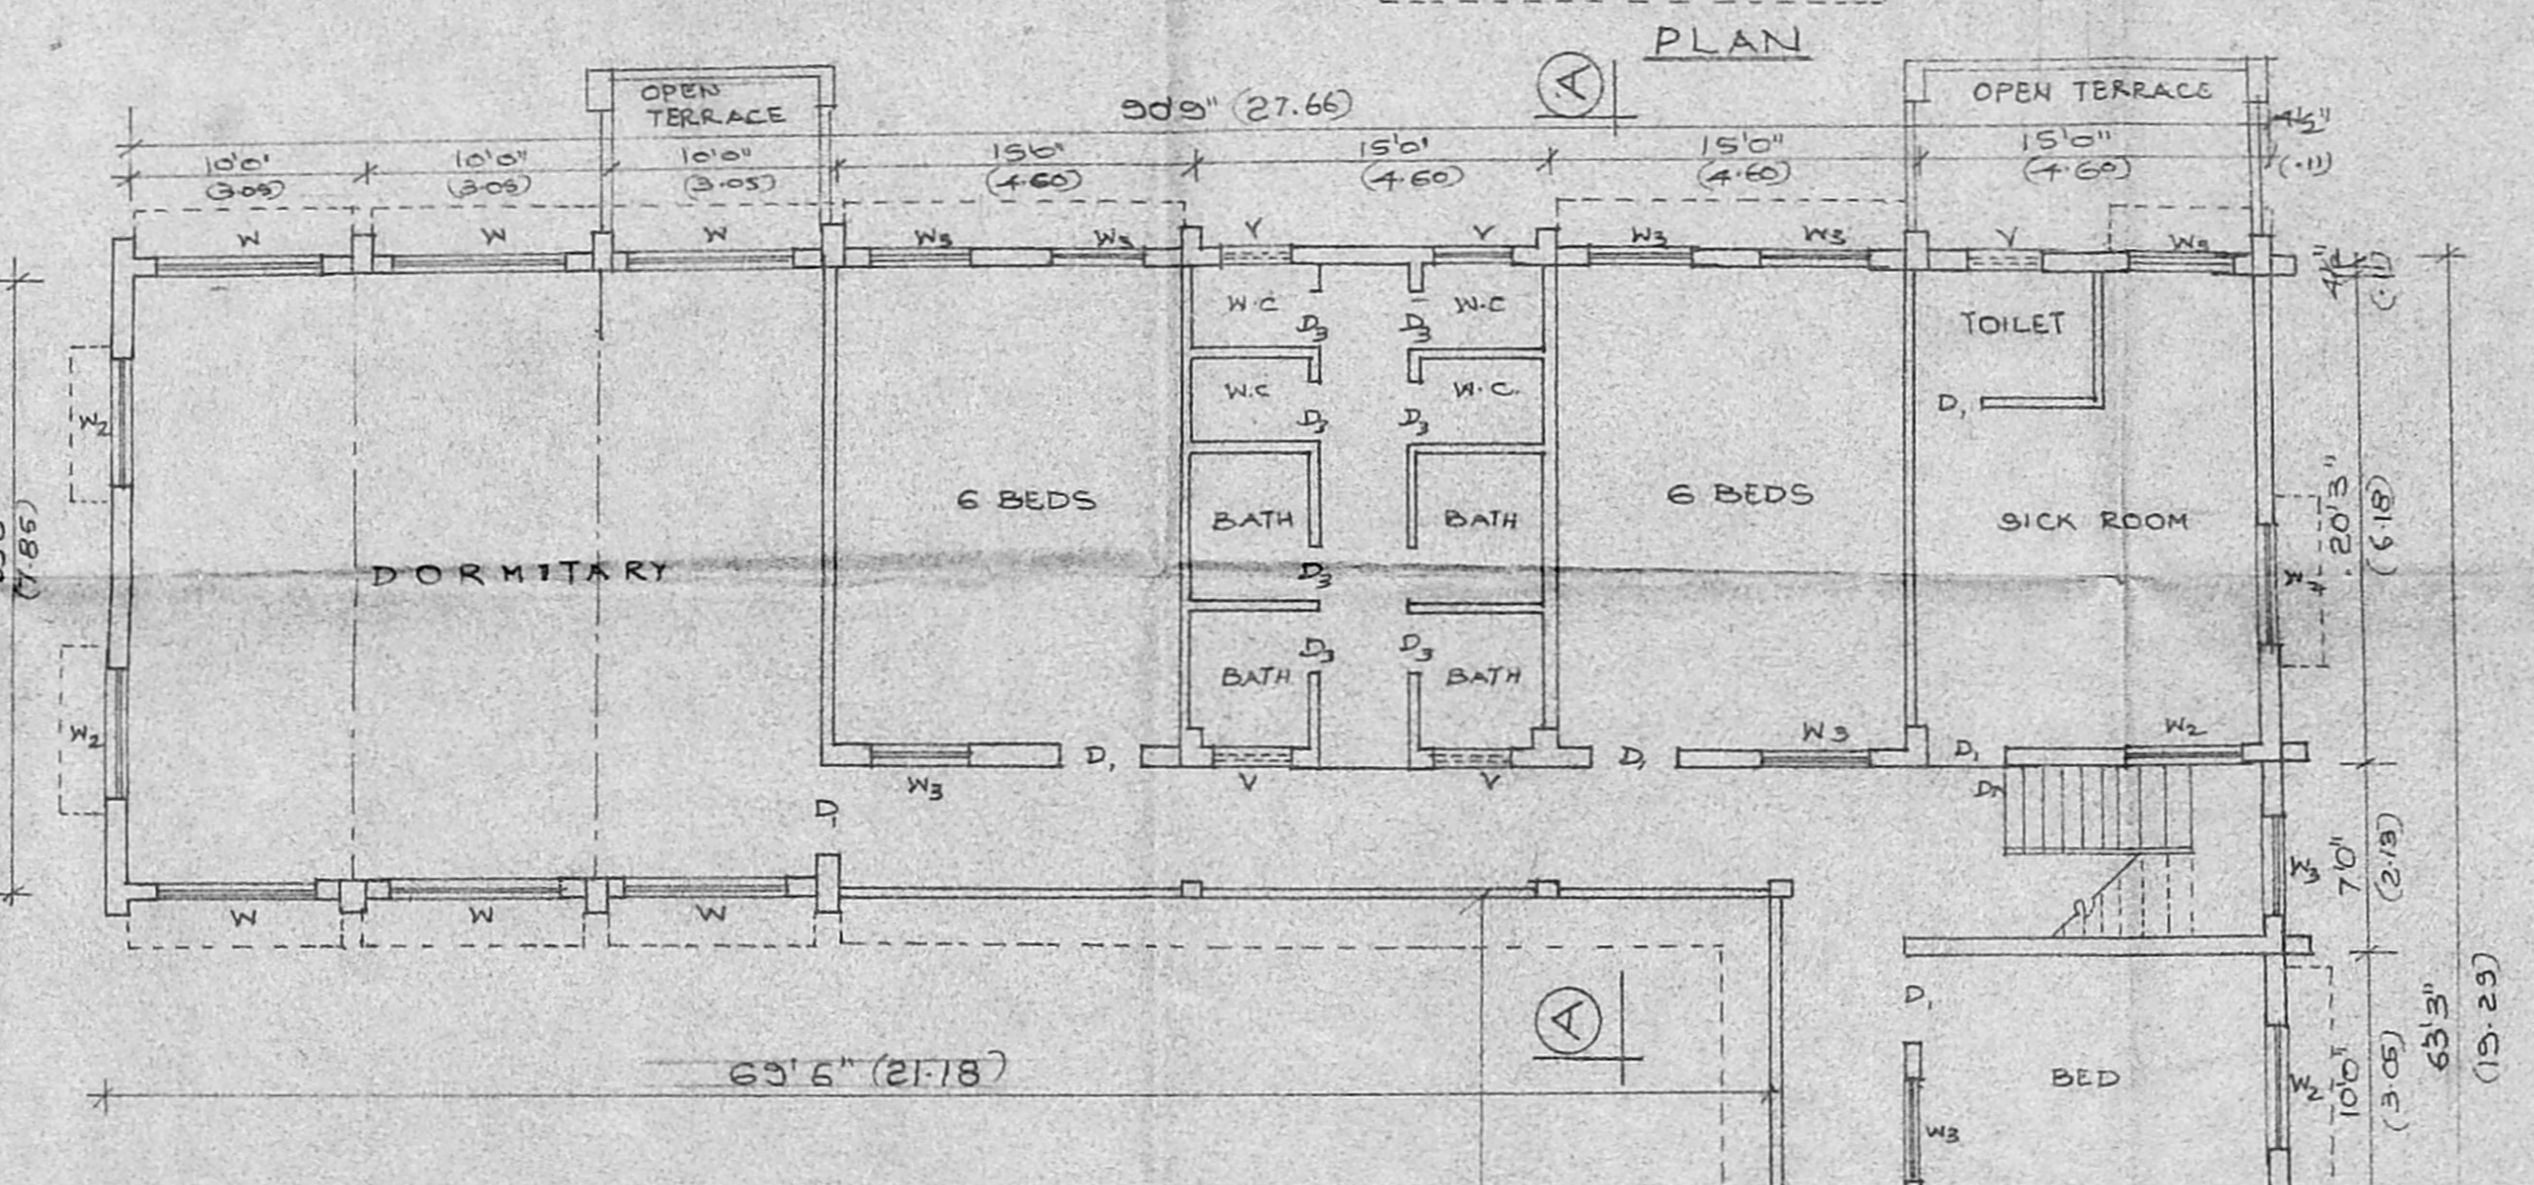 PLAN
A
OPEN
TERRACE
OPEN TERRACE
90'9" (27.66)
4½"
(.11)
10'0"
(3.05)
10'0"
(3.05)
10'0"
(3.05)
15'0"
(4.60)
15'0"
(4.60)
15'0"
(4.60)
15'0"
(4.60)
W
W
W
W3
W3
V
V
W3
W3
V
W3
4½"
(.11)
W.C
D3
D3
W.C
TOILET
W2
W.C
D3
D3
W.C.
D1
6 BEDS
6 BEDS
BATH
BATH
SICK ROOM
20'3"
(6.18)
(7.85)
DORMITARY
D3
W2
BATH
D3
D3
BATH
W2
W3
D1
V
V
D1
W3
D1
W2
D1
W3
7'0"
(2.13)
W
W
W
D1
A
69'6" (21.18)
BED
W2
10'0"
(3.05)
63'3"
(19.29)
W3